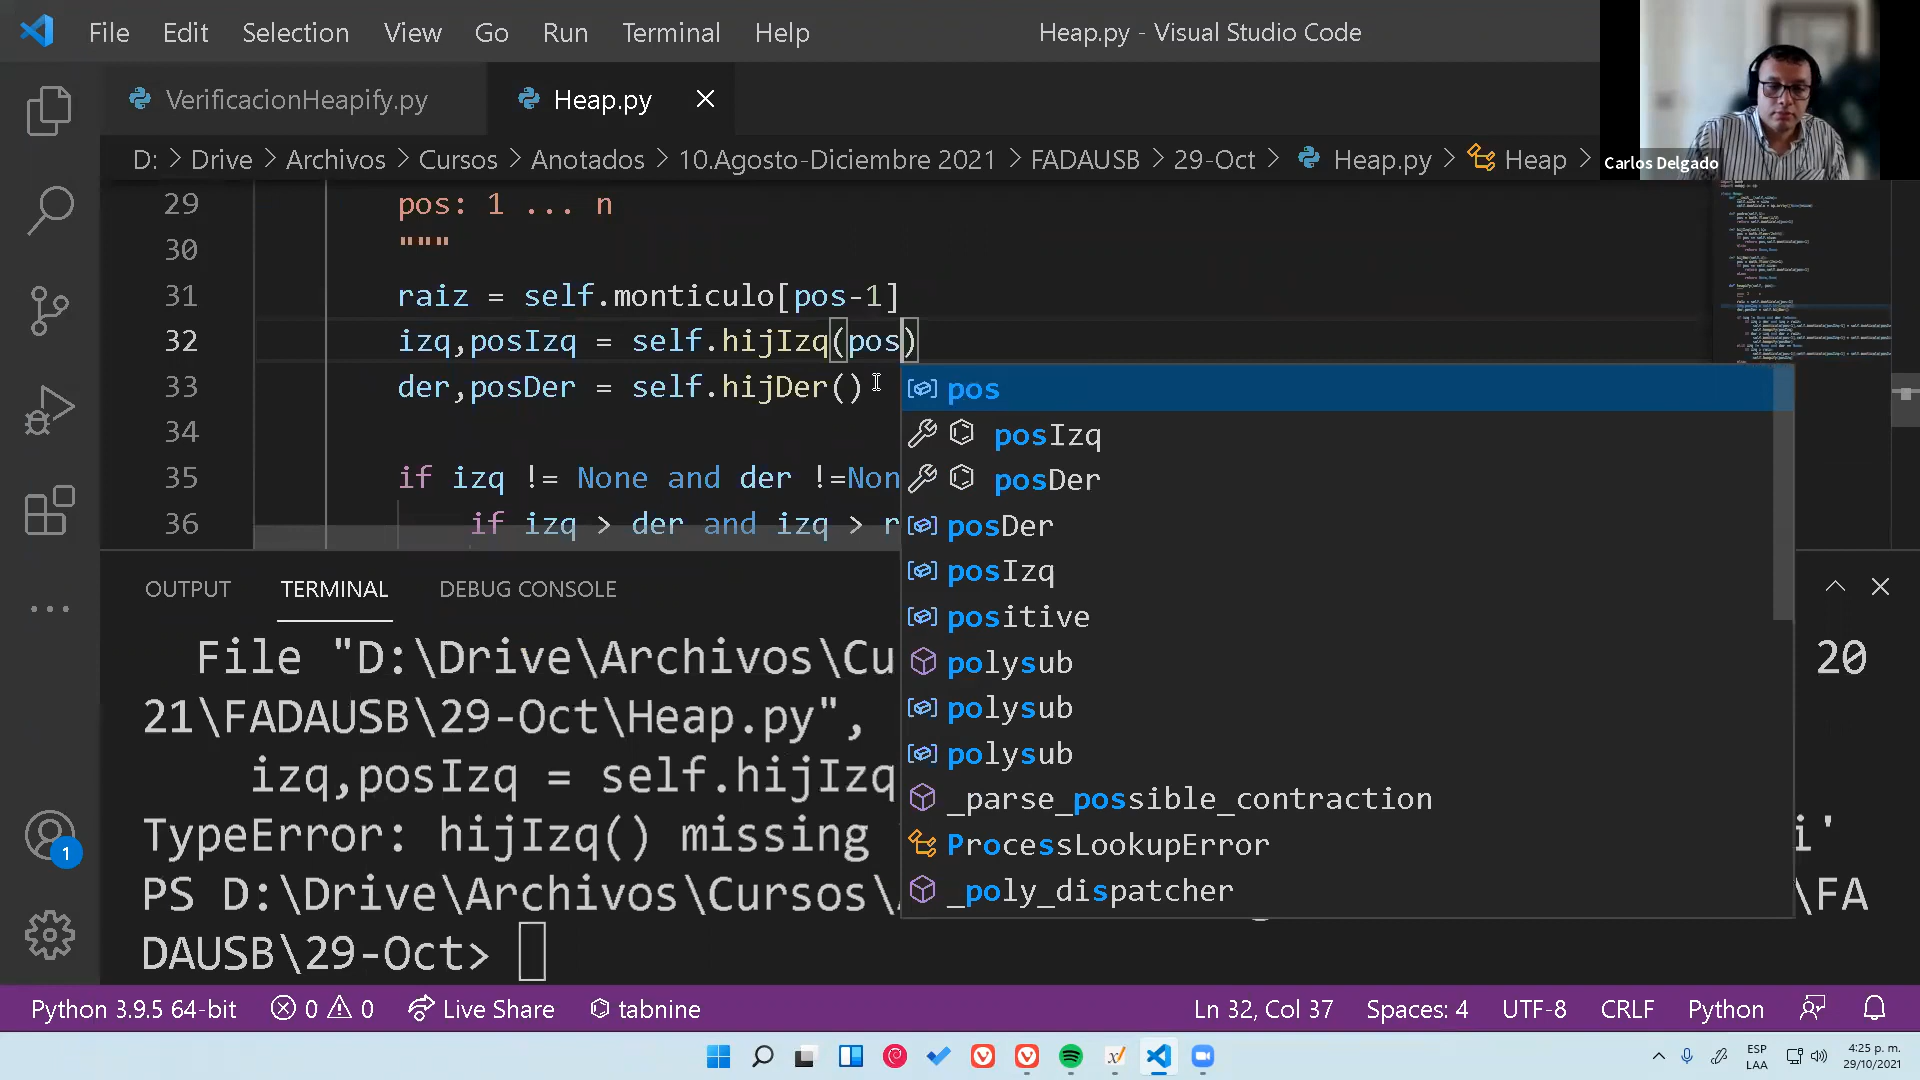 File Edit Selection View Go Run Terminal Help Heap.py - Visual Studio Code
VerificacionHeapify.py Heap.py
D: > Drive > Archivos > Cursos > Anotados > 10.Agosto-Diciembre 2021 > FADAUSB > 29-Oct > Heap.py > Heap >
Carlos Delgado
29 pos: 1 ... n
30 """
31 raiz = self.monticulo[pos-1]
32 izq,posIzq = self.hijIzq(pos)
33 der,posDer = self.hijDer()
34
35 if izq != None and der !=Non
36 if izq > der and izq > r
pos
posIzq
posDer
posDer
posIzq
positive
polysub
polysub
polysub
_parse_possible_contraction
ProcessLookupError
_poly_dispatcher
OUTPUT TERMINAL DEBUG CONSOLE
File "D:\Drive\Archivos\Cu 20
21\FADAUSB\29-Oct\Heap.py",
izq,posIzq = self.hijIzq
TypeError: hijIzq() missing i'
PS D:\Drive\Archivos\Cursos\ \FA
DAUSB\29-Oct>
1
Python 3.9.5 64-bit 0 0 Live Share tabnine Ln 32, Col 37 Spaces: 4 UTF-8 CRLF Python
ESP
LAA
4:25 p. m.
29/10/2021